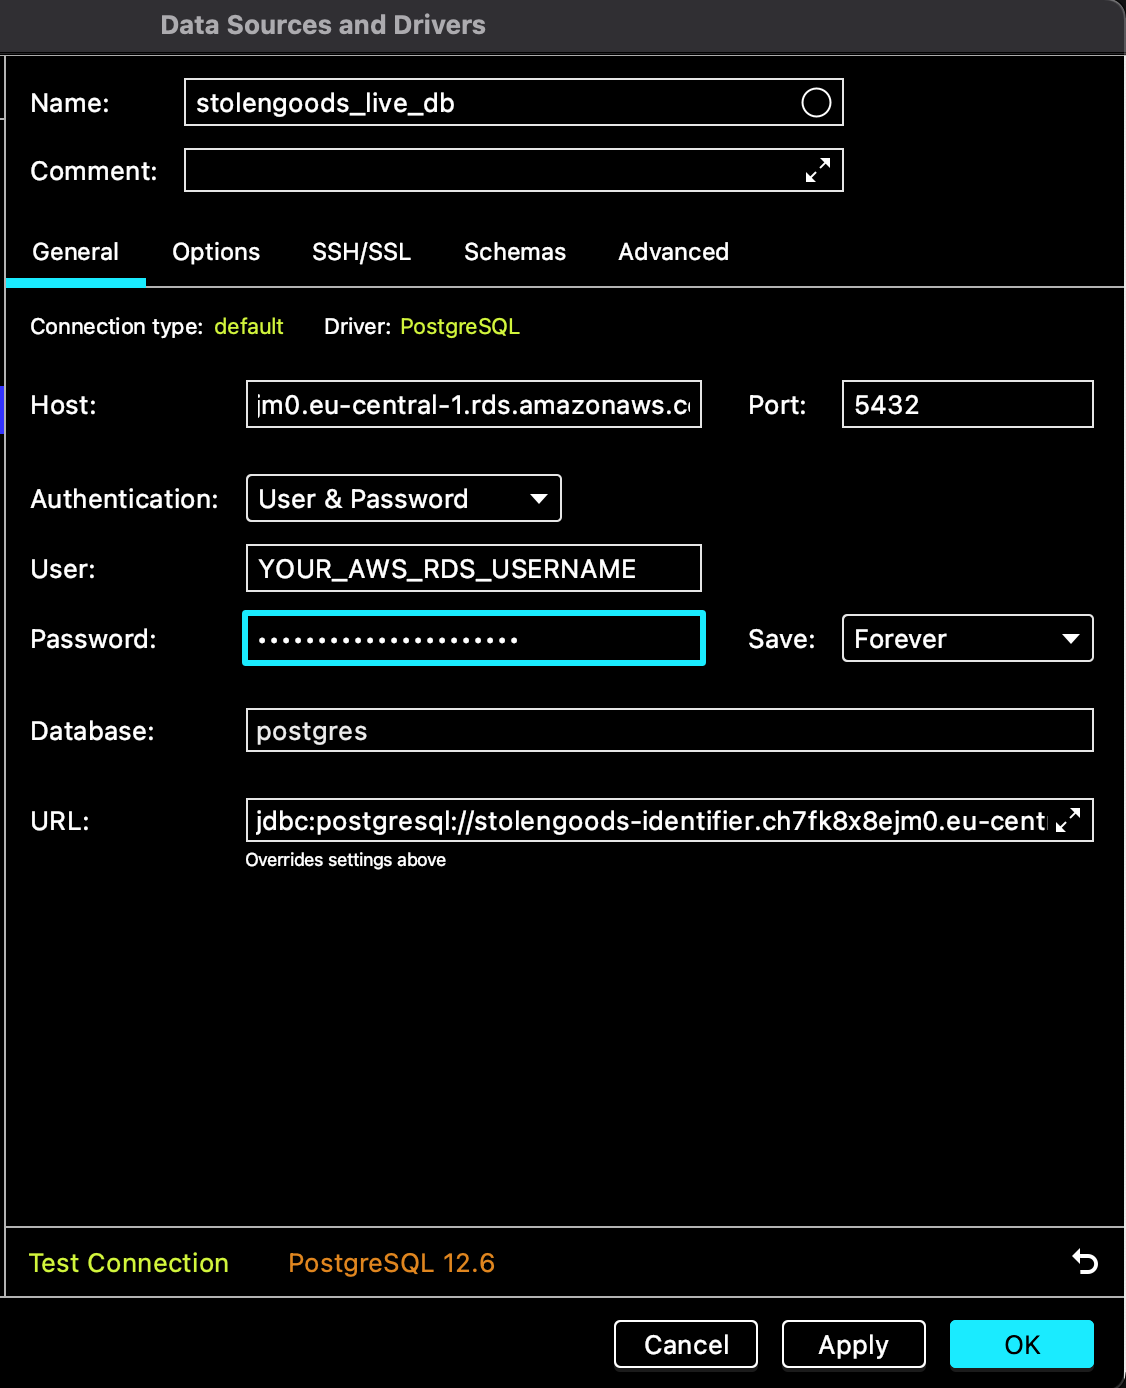 Data Sources and Drivers
Name: stolengoods_live_db
Comment:
General Options SSH/SSL Schemas Advanced
Connection type: default Driver: PostgreSQL
Host: jm0.eu-central-1.rds.amazonaws.c Port: 5432
Authentication: User & Password
User: YOUR_AWS_RDS_USERNAME
Password: •••••••••••••••••••••• Save: Forever
Database: postgres
URL: jdbc:postgresql://stolengoods-identifier.ch7fk8x8ejm0.eu-cent
Overrides settings above
Test Connection PostgreSQL 12.6
Cancel Apply OK